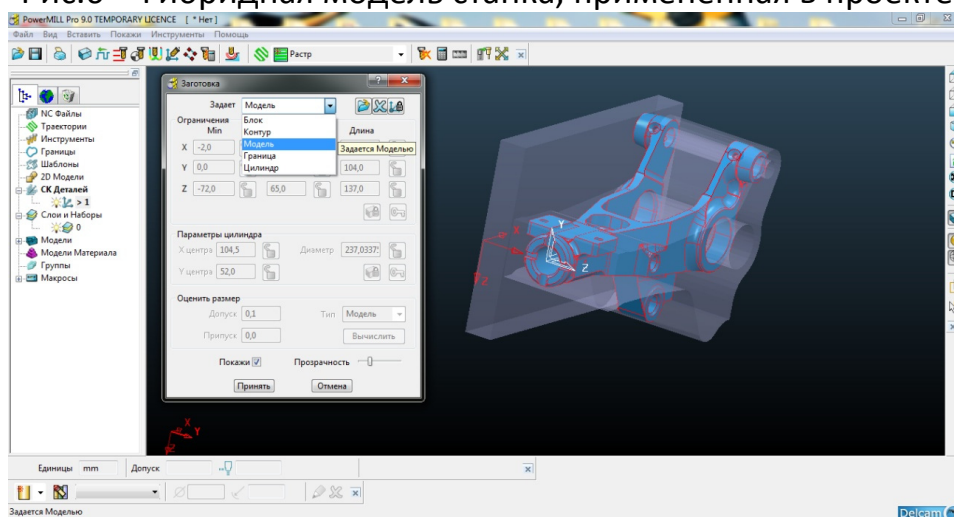 Рис.6 – Гибридная модель станка, примененная в проекте
PowerMILL Pro 9.0 TEMPORARY LICENCE [ * Нет ]
Файл Вид Вставить Покажи Инструменты Помощь
Растр
NC Файлы
Траектории
Инструменты
Границы
Шаблоны
2D Модели
СК Деталей
> 1
Слои и Наборы
0
Модели
Модели Материала
Группы
Макросы
Заготовка
Задает Модель
Блок
Контур
Модель
Граница
Цилиндр
Задается Моделью
Ограничения
Min Длина
X -2,0
Y 0,0 104,0
Z -72,0 65,0 137,0
Параметры цилиндра
X центра 104,5 Диаметр 237,0337
Y центра 52,0
Оценить размер
Допуск 0,1 Тип Модель
Припуск 0,0 Вычислить
Покажи Прозрачность
Принять Отмена
X
Y
Z
Z
X
Y
Z
Единицы mm Допуск
Задается Моделью
Delcam